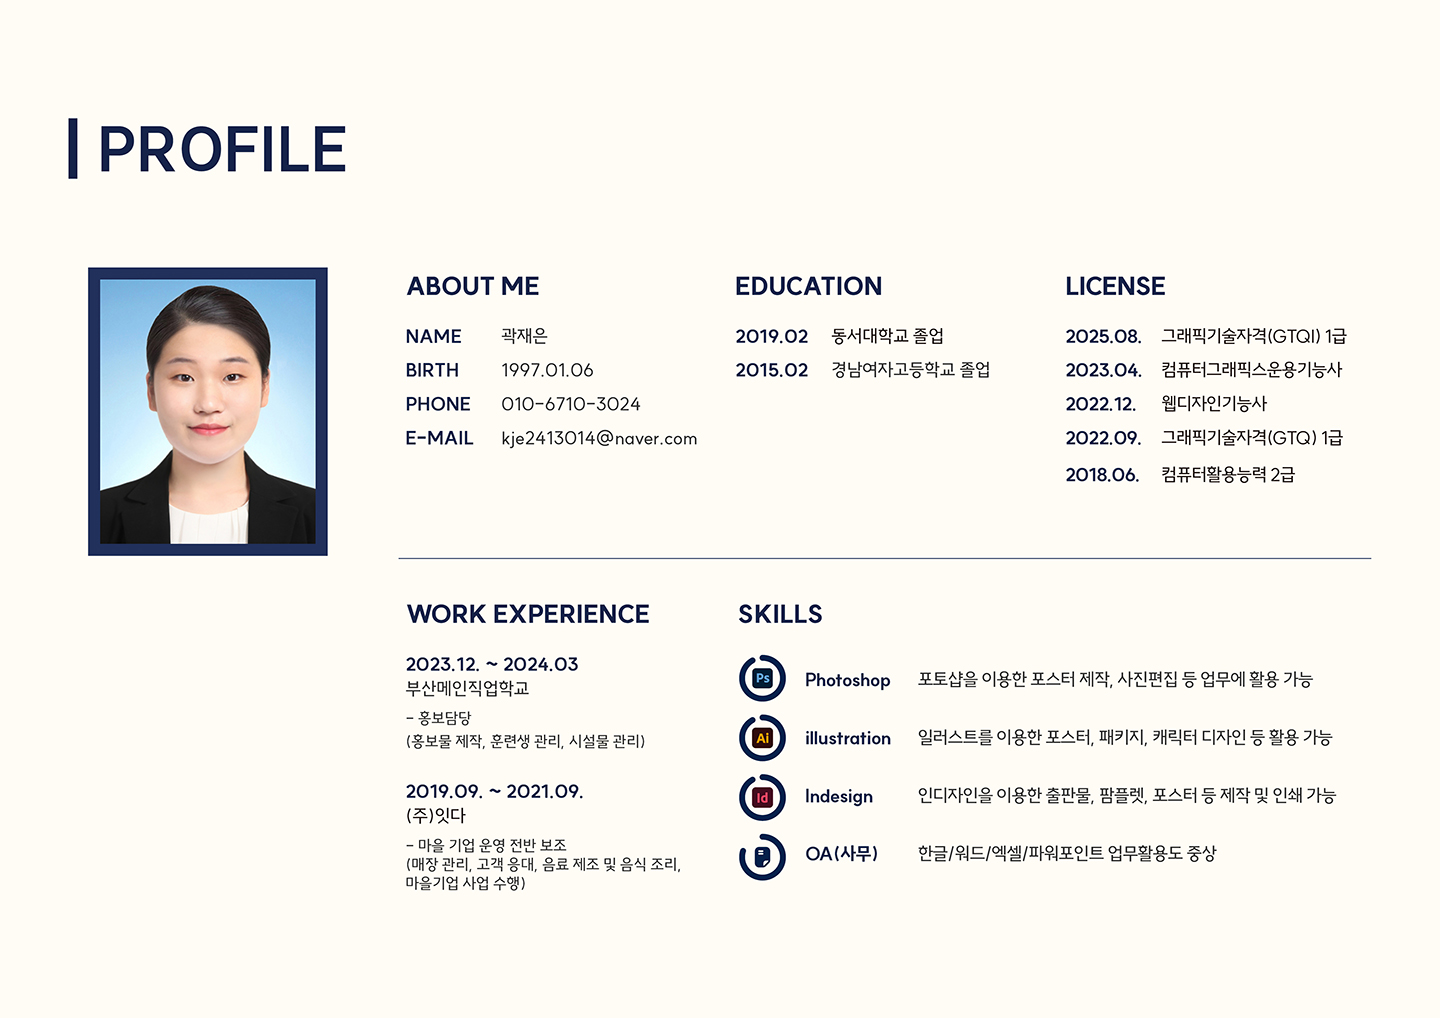 PROFILE
ABOUT ME
NAME 곽재은
BIRTH 1997.01.06
PHONE 010-6710-3024
E-MAIL kje2413014@naver.com
EDUCATION
2019.02 동서대학교 졸업
2015.02 경남여자고등학교 졸업
LICENSE
2025.08. 그래픽기술자격(GTQI) 1급
2023.04. 컴퓨터그래픽스운용기능사
2022.12. 웹디자인기능사
2022.09. 그래픽기술자격(GTQ) 1급
2018.06. 컴퓨터활용능력 2급
WORK EXPERIENCE
2023.12. ~ 2024.03
부산메인직업학교
- 홍보담당
(홍보물 제작, 훈련생 관리, 시설물 관리)
2019.09. ~ 2021.09.
(주)잇다
- 마을 기업 운영 전반 보조
(매장 관리, 고객 응대, 음료 제조 및 음식 조리,
마을기업 사업 수행)
SKILLS
Ps Photoshop 포토샵을 이용한 포스터 제작, 사진편집 등 업무에 활용 가능
Ai illustration 일러스트를 이용한 포스터, 패키지, 캐릭터 디자인 등 활용 가능
Id Indesign 인디자인을 이용한 출판물, 팜플렛, 포스터 등 제작 및 인쇄 가능
OA(사무) 한글/워드/엑셀/파워포인트 업무활용도 중상